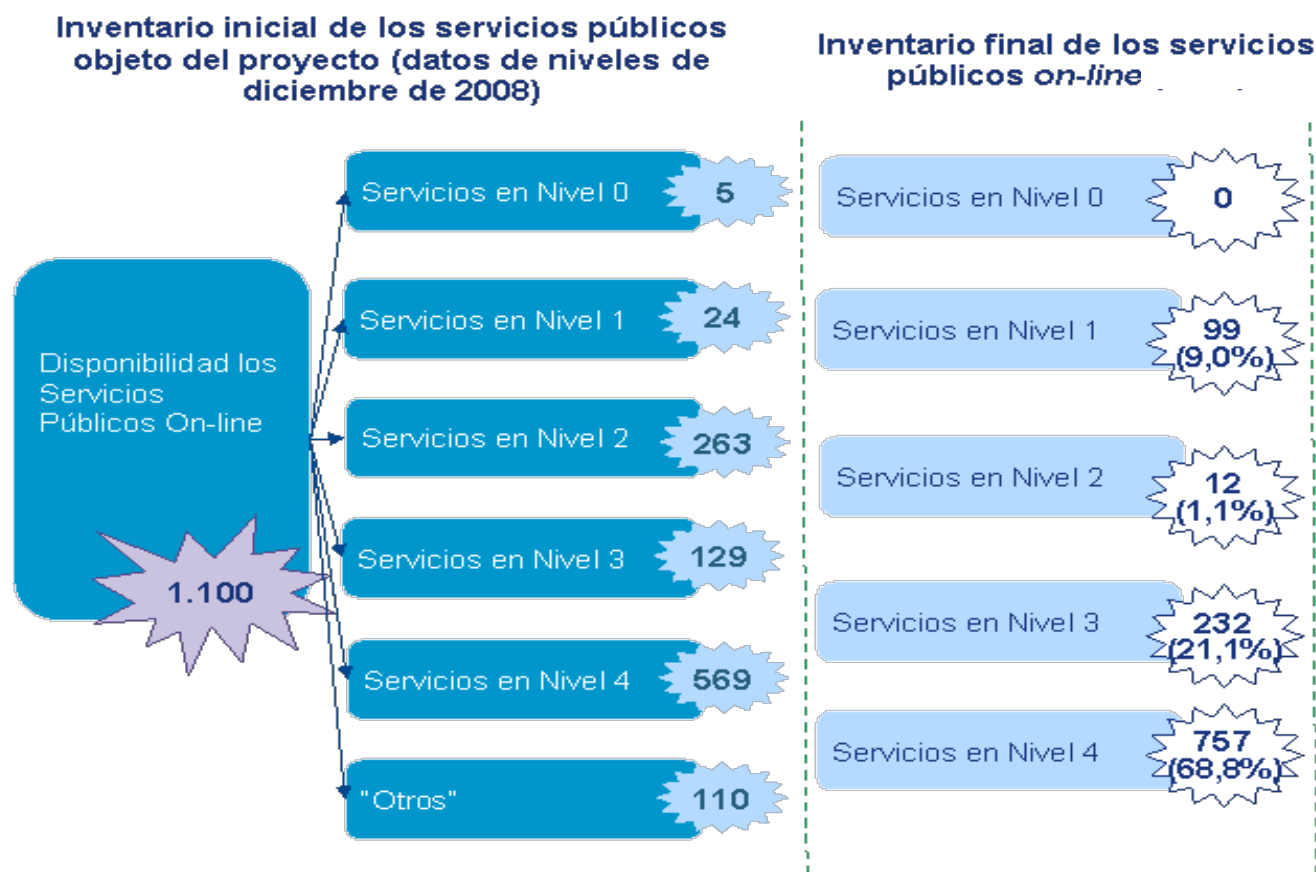 Inventario inicial de los servicios públicos
objeto del proyecto (datos de niveles de
diciembre de 2008)
Inventario final de los servicios
públicos on-line
Disponibilidad los
Servicios
Públicos On-line
1.100
Servicios en Nivel 0
5
Servicios en Nivel 1
24
Servicios en Nivel 2
263
Servicios en Nivel 3
129
Servicios en Nivel 4
569
"Otros"
110
Servicios en Nivel 0
0
Servicios en Nivel 1
99
(9,0%)
Servicios en Nivel 2
12
(1,1%)
Servicios en Nivel 3
232
(21,1%)
Servicios en Nivel 4
757
(68,8%)